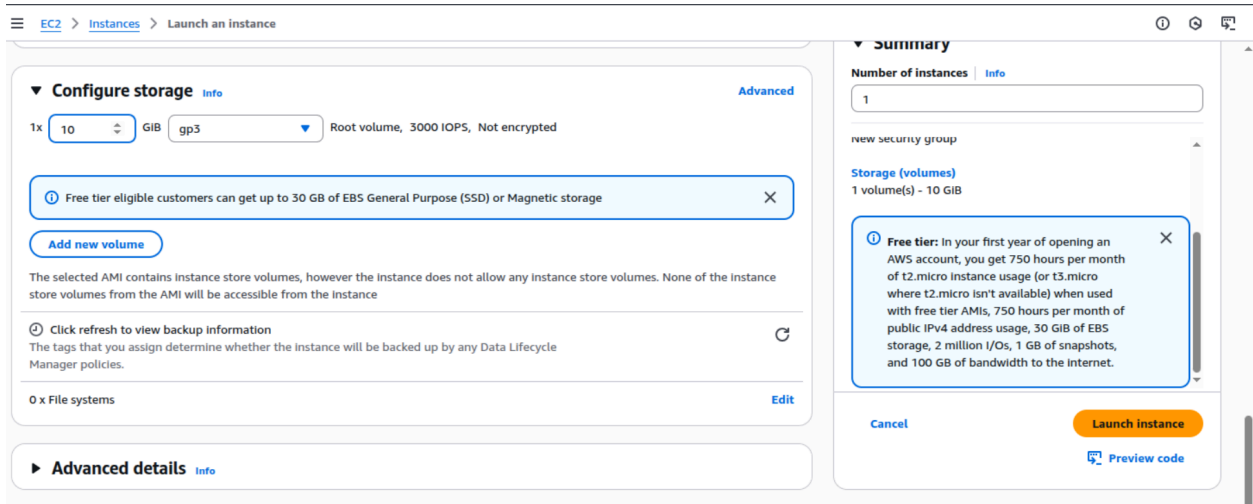 EC2 > Instances > Launch an instance
Configure storage Info
Advanced
1x 10 GiB gp3 Root volume, 3000 IOPS, Not encrypted
Free tier eligible customers can get up to 30 GB of EBS General Purpose (SSD) or Magnetic storage
Add new volume
The selected AMI contains instance store volumes, however the instance does not allow any instance store volumes. None of the instance
store volumes from the AMI will be accessible from the instance
Click refresh to view backup information
The tags that you assign determine whether the instance will be backed up by any Data Lifecycle
Manager policies.
0 x File systems
Edit
Advanced details Info
Summary
Number of instances Info
1
New security group
Storage (volumes)
1 volume(s) - 10 GiB
Free tier: In your first year of opening an
AWS account, you get 750 hours per month
of t2.micro instance usage (or t3.micro
where t2.micro isn't available) when used
with free tier AMIs, 750 hours per month of
public IPv4 address usage, 30 GiB of EBS
storage, 2 million I/Os, 1 GB of snapshots,
and 100 GB of bandwidth to the internet.
Cancel
Launch instance
Preview code